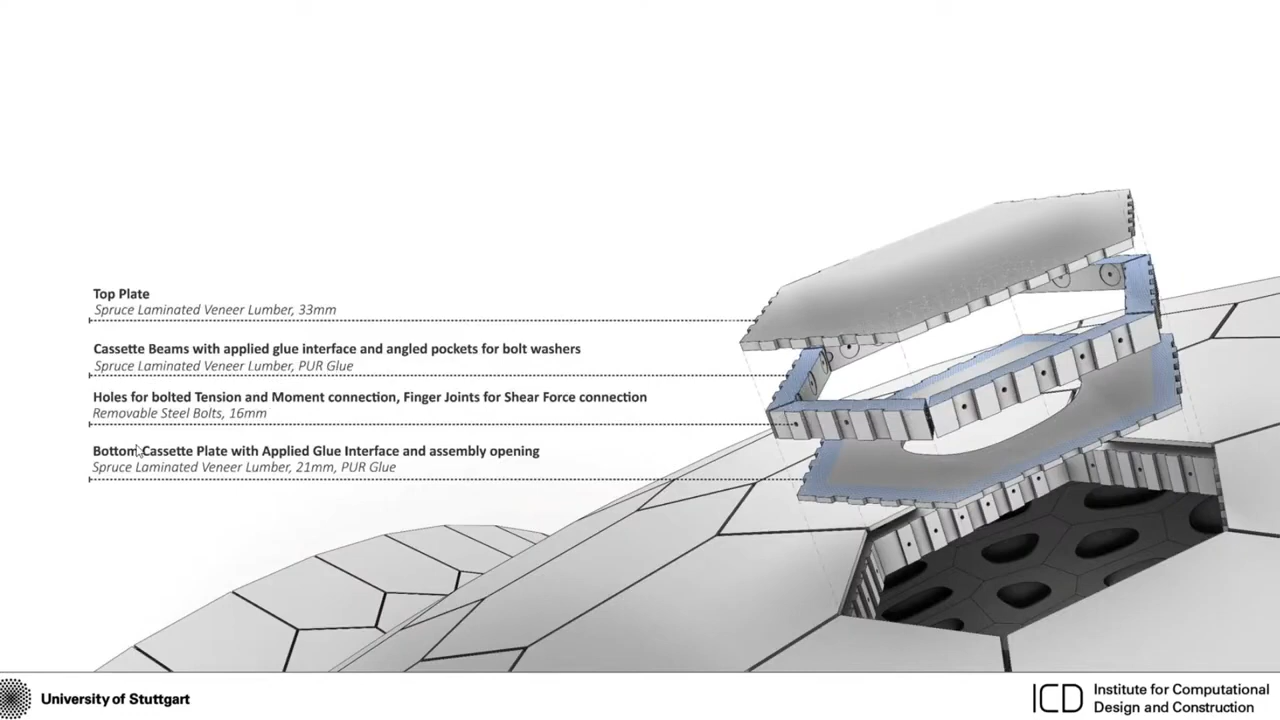 Top Plate
Spruce Laminated Veneer Lumber, 33mm
Cassette Beams with applied glue interface and angled pockets for bolt washers
Spruce Laminated Veneer Lumber, PUR Glue
Holes for bolted Tension and Moment connection, Finger Joints for Shear Force connection
Removable Steel Bolts, 16mm
Bottom Cassette Plate with Applied Glue Interface and assembly opening
Spruce Laminated Veneer Lumber, 21mm, PUR Glue
University of Stuttgart
ICD
Institute for Computational
Design and Construction